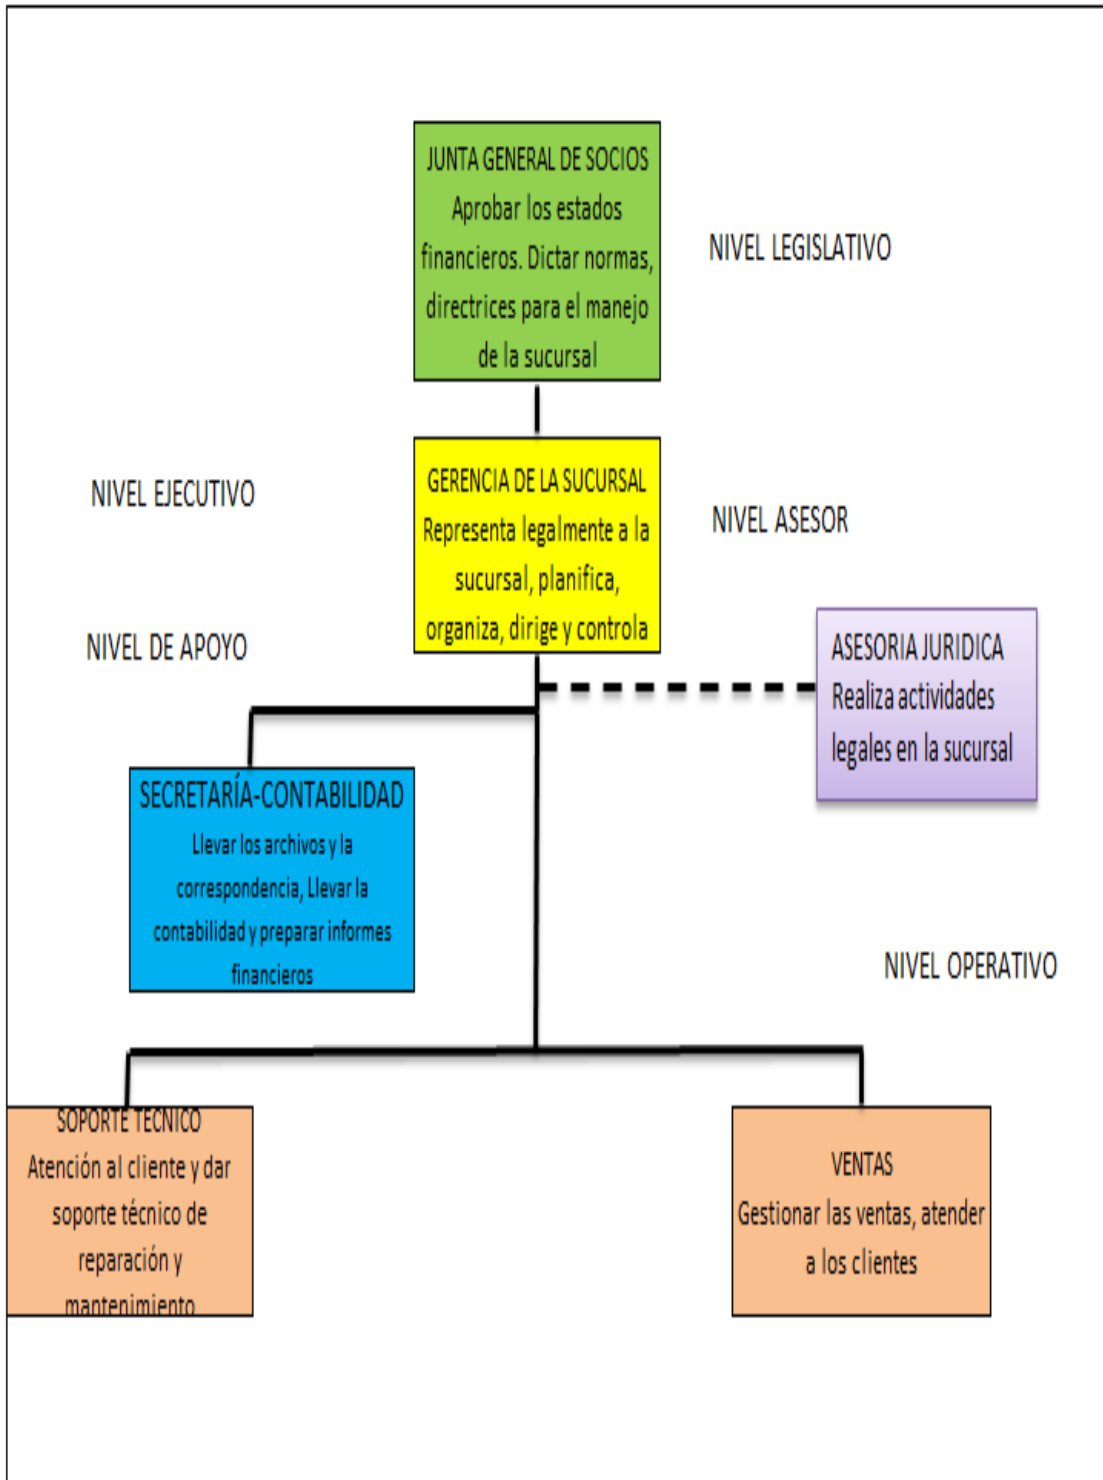 JUNTA GENERAL DE SOCIOS
Aprobar los estados
financieros. Dictar normas,
directrices para el manejo
de la sucursal
NIVEL LEGISLATIVO
NIVEL EJECUTIVO
GERENCIA DE LA SUCURSAL
Representa legalmente a la
sucursal, planifica,
organiza, dirige y controla
NIVEL ASESOR
NIVEL DE APOYO
ASESORIA JURIDICA
Realiza actividades
legales en la sucursal
SECRETARÍA-CONTABILIDAD
Llevar los archivos y la
correspondencia, Llevar la
contabilidad y preparar informes
financieros
NIVEL OPERATIVO
SOPORTE TECNICO
Atención al cliente y dar
soporte técnico de
reparación y
mantenimiento
VENTAS
Gestionar las ventas, atender
a los clientes